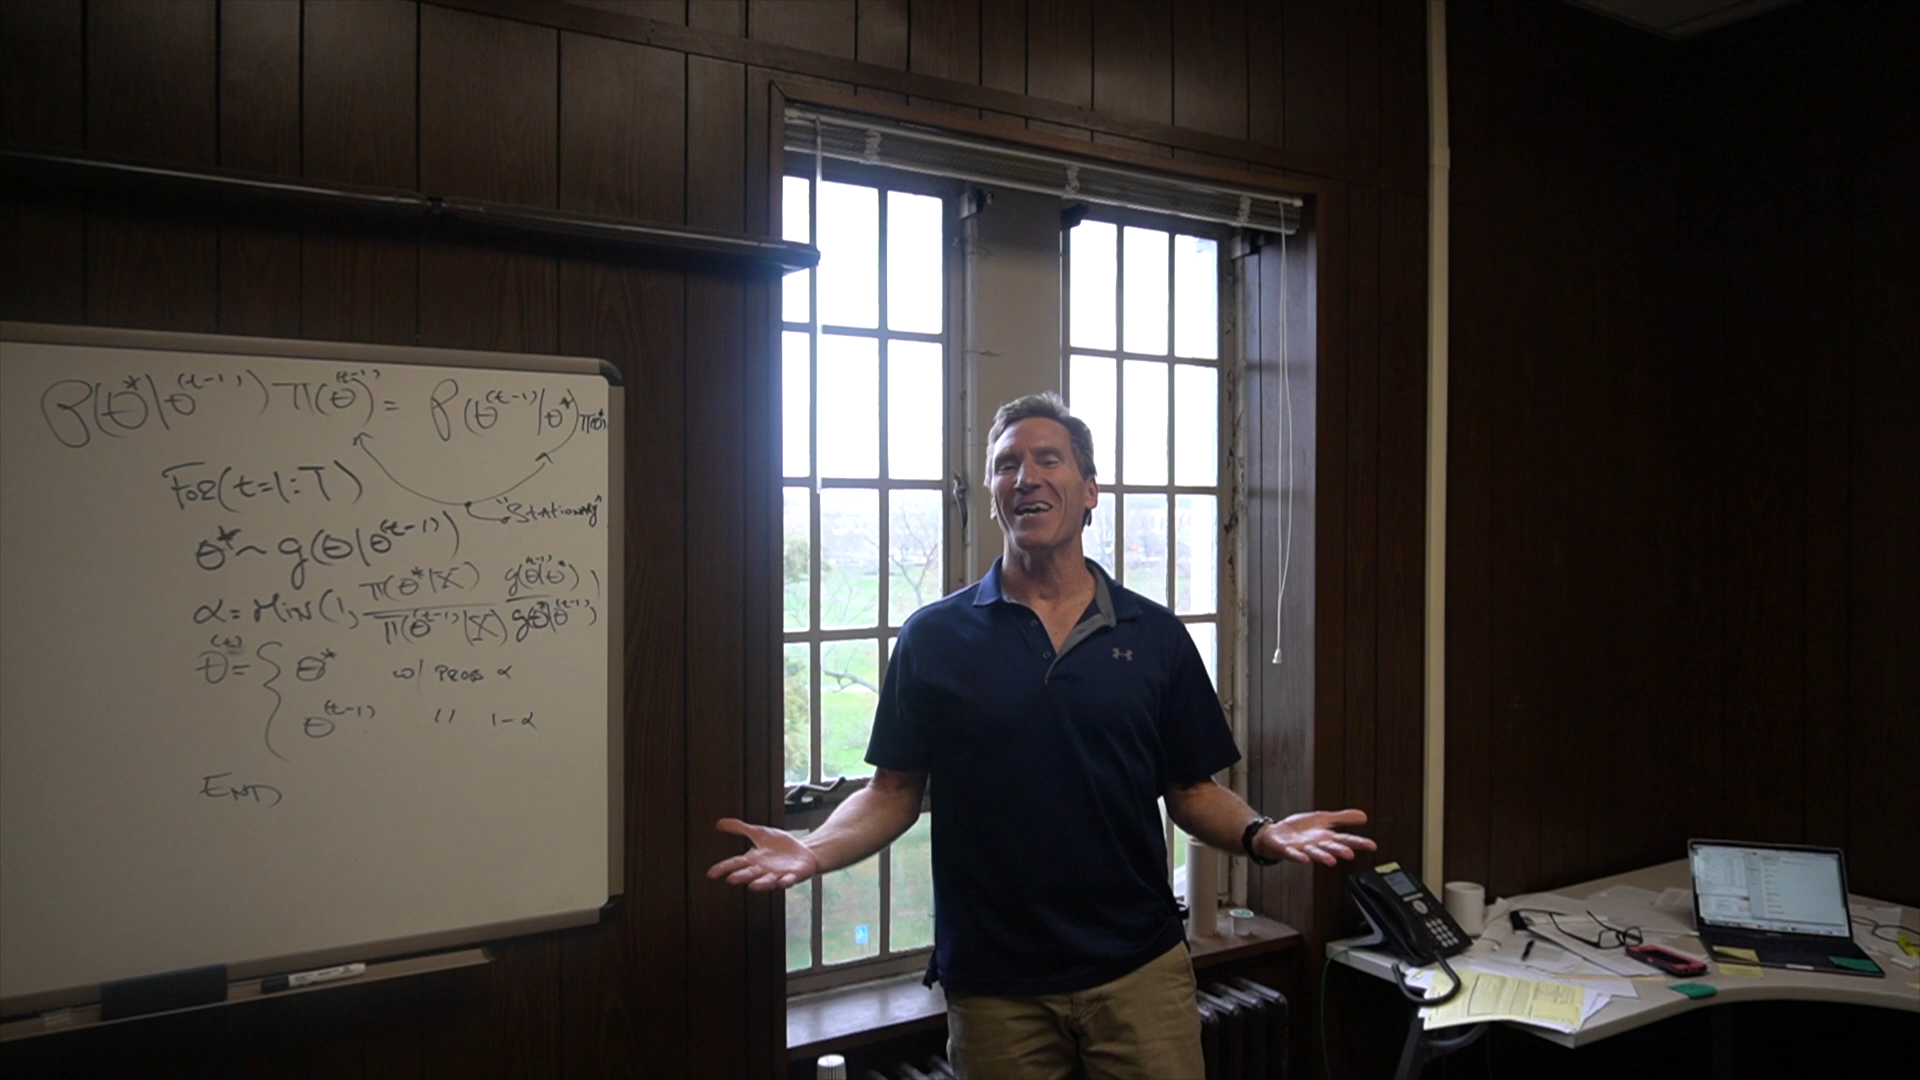 P(θ*|θ^(t-1)) π(θ^(t-1)) = P(θ^(t-1)|θ*) π(θ*)
FOR(t=1:T)
"Stationary"
θ* ~ g(θ|θ^(t-1))
α = MIN(1, π(θ*|X) g(θ^(t-1)|θ*)
π(θ^(t-1)|X) g(θ*|θ^(t-1)))
θ^(t) = { θ* w/ PROB α
θ^(t-1) " 1-α
END